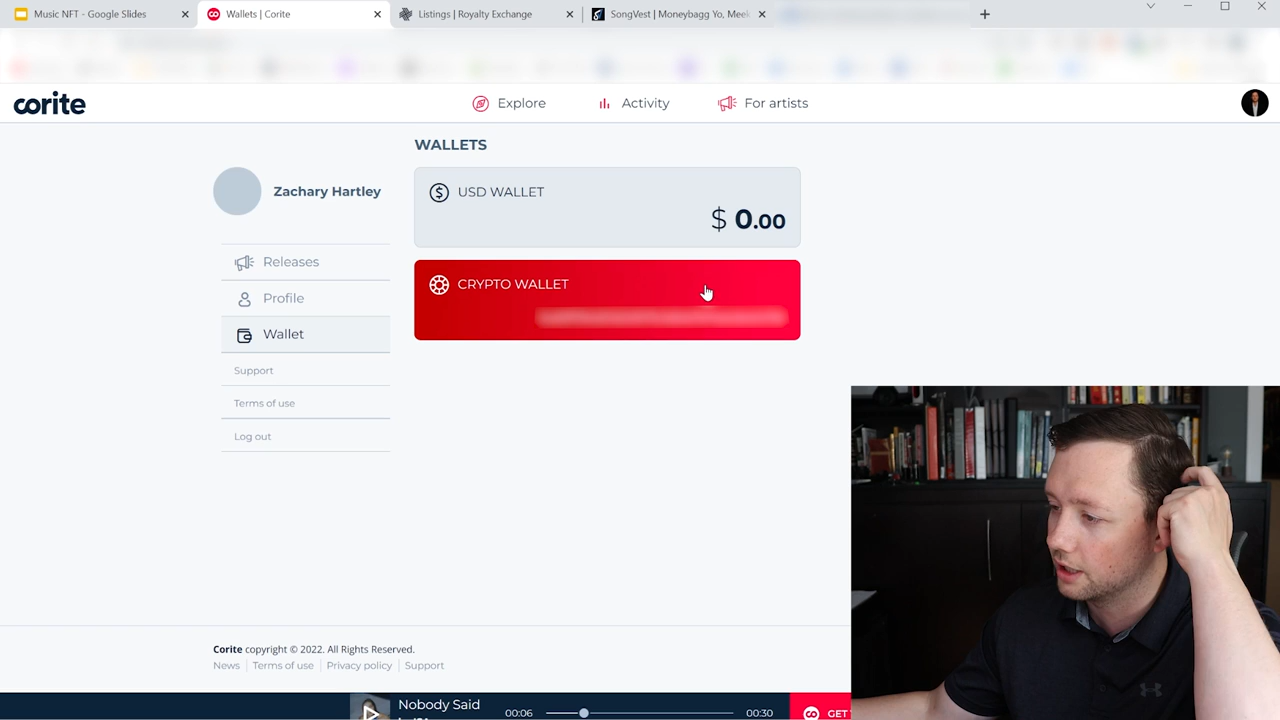 Music NFT - Google Slides
Wallets | Corite
Listings | Royalty Exchange
SongVest | Moneybagg Yo, Meek
corite
Explore
Activity
For artists
WALLETS
Zachary Hartley
USD WALLET
$ 0.00
Releases
CRYPTO WALLET
Profile
Wallet
Support
Terms of use
Log out
Corite copyright © 2022. All Rights Reserved.
News | Terms of use | Privacy policy | Support
Nobody Said
00:06
00:30
GET